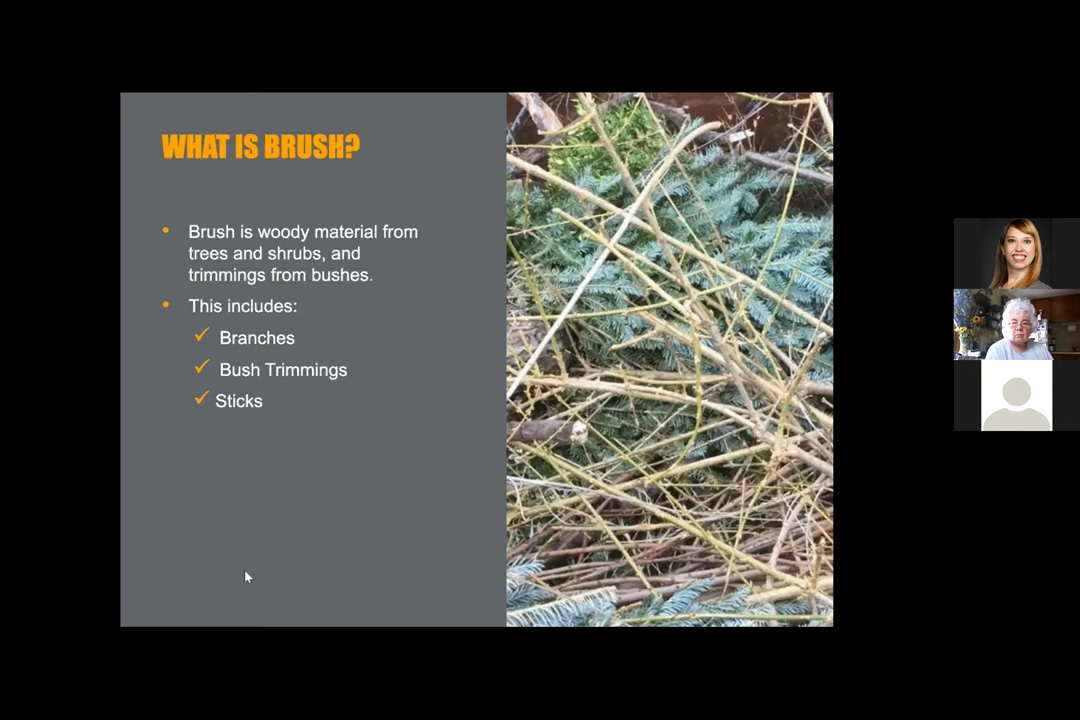 WHAT IS BRUSH?
• Brush is woody material from
trees and shrubs, and
trimmings from bushes.
• This includes:
✓ Branches
✓ Bush Trimmings
✓ Sticks